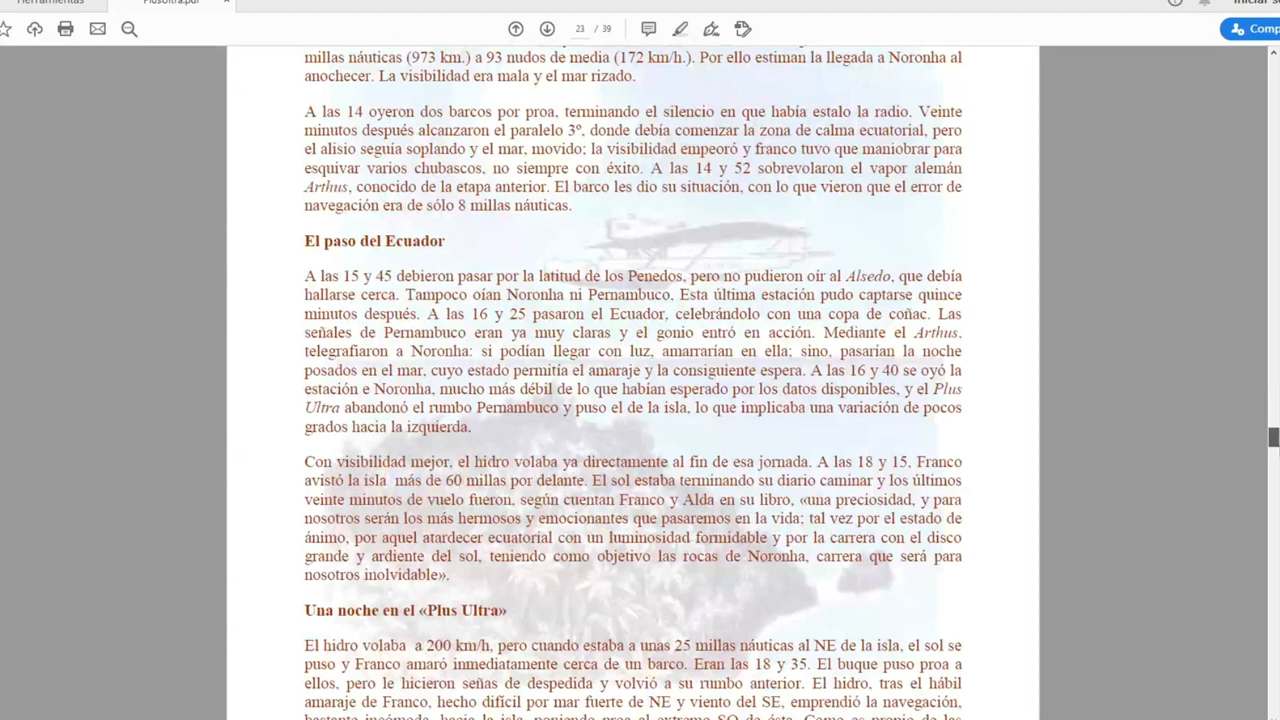 Herramientas
PlusUltra.pdf
23 / 39
Comp
millas náuticas (973 km.) a 93 nudos de media (172 km/h.). Por ello estiman la llegada a Noronha al
anochecer. La visibilidad era mala y el mar rizado.
A las 14 oyeron dos barcos por proa, terminando el silencio en que había estalo la radio. Veinte
minutos después alcanzaron el paralelo 3º, donde debía comenzar la zona de calma ecuatorial, pero
el alisio seguía soplando y el mar, movido; la visibilidad empeoró y franco tuvo que maniobrar para
esquivar varios chubascos, no siempre con éxito. A las 14 y 52 sobrevolaron el vapor alemán
Arthus, conocido de la etapa anterior. El barco les dio su situación, con lo que vieron que el error de
navegación era de sólo 8 millas náuticas.
El paso del Ecuador
A las 15 y 45 debieron pasar por la latitud de los Penedos, pero no pudieron oír al Alsedo, que debía
hallarse cerca. Tampoco oían Noronha ni Pernambuco, Esta última estación pudo captarse quince
minutos después. A las 16 y 25 pasaron el Ecuador, celebrándolo con una copa de coñac. Las
señales de Pernambuco eran ya muy claras y el gonio entró en acción. Mediante el Arthus.
telegrafiaron a Noronha: si podían llegar con luz, amarrarían en ella; sino, pasarían la noche
posados en el mar, cuyo estado permitía el amaraje y la consiguiente espera. A las 16 y 40 se oyó la
estación e Noronha, mucho más débil de lo que habían esperado por los datos disponibles, y el Plus
Ultra abandonó el rumbo Pernambuco y puso el de la isla, lo que implicaba una variación de pocos
grados hacia la izquierda.
Con visibilidad mejor, el hidro volaba ya directamente al fin de esa jornada. A las 18 y 15, Franco
avistó la isla más de 60 millas por delante. El sol estaba terminando su diario caminar y los últimos
veinte minutos de vuelo fueron, según cuentan Franco y Alda en su libro, «una preciosidad, y para
nosotros serán los más hermosos y emocionantes que pasaremos en la vida; tal vez por el estado de
ánimo, por aquel atardecer ecuatorial con un luminosidad formidable y por la carrera con el disco
grande y ardiente del sol, teniendo como objetivo las rocas de Noronha, carrera que será para
nosotros inolvidable».
Una noche en el «Plus Ultra»
El hidro volaba a 200 km/h, pero cuando estaba a unas 25 millas náuticas al NE de la isla, el sol se
puso y Franco amaró inmediatamente cerca de un barco. Eran las 18 y 35. El buque puso proa a
ellos, pero le hicieron señas de despedida y volvió a su rumbo anterior. El hidro, tras el hábil
amaraje de Franco, hecho difícil por mar fuerte de NE y viento del SE, emprendió la navegación,
bastante incómoda, hacia la isla, poniendo proa al extremo SO de ésta. Como es propio de las